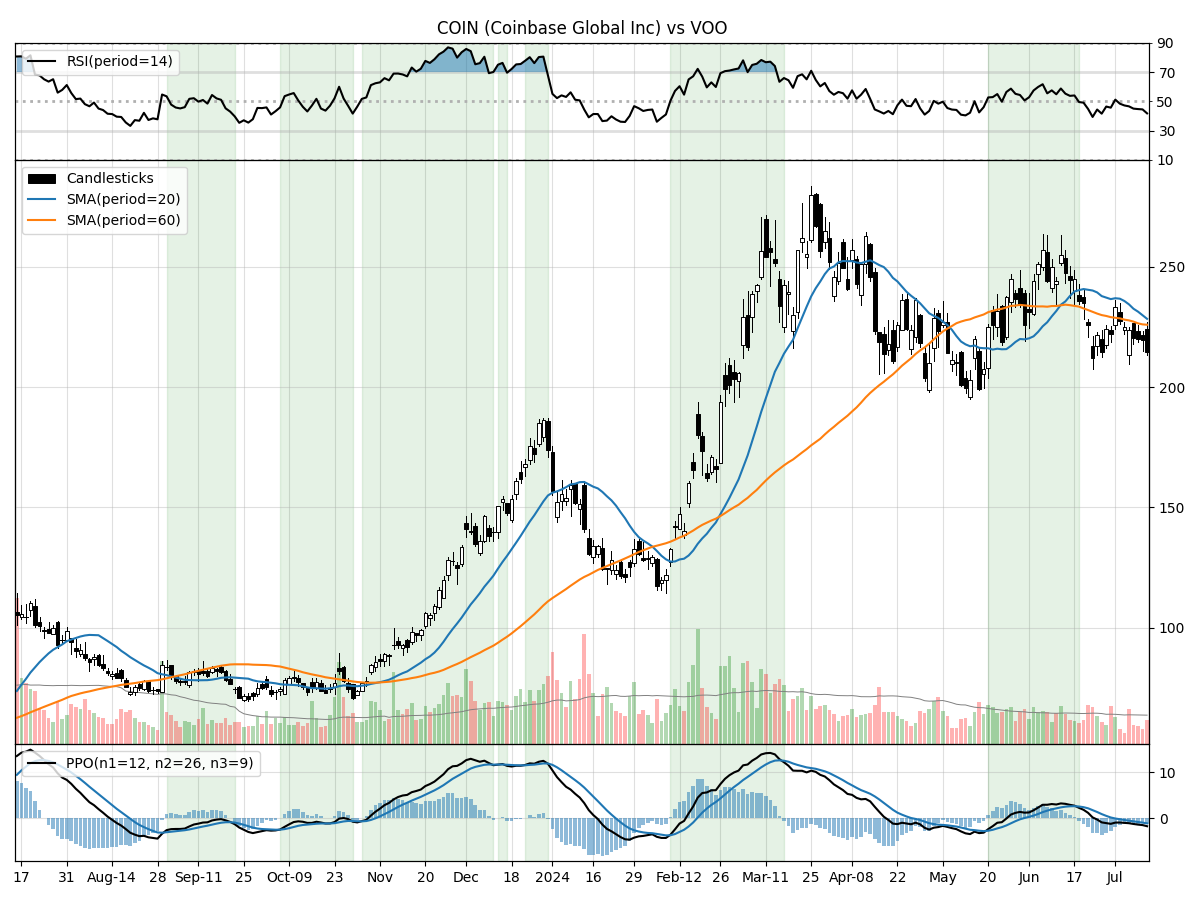 COIN (Coinbase Global Inc) vs VOO
RSI(period=14)
90
70
50
30
10
Candlesticks
SMA(period=20)
SMA(period=60)
250
200
150
100
PPO(n1=12, n2=26, n3=9)
10
0
17 31 Aug-14 28 Sep-11 25 Oct-09 23 Nov 20 Dec 18 2024 16 29 Feb-12 26 Mar-11 25 Apr-08 22 May 20 Jun 17 Jul